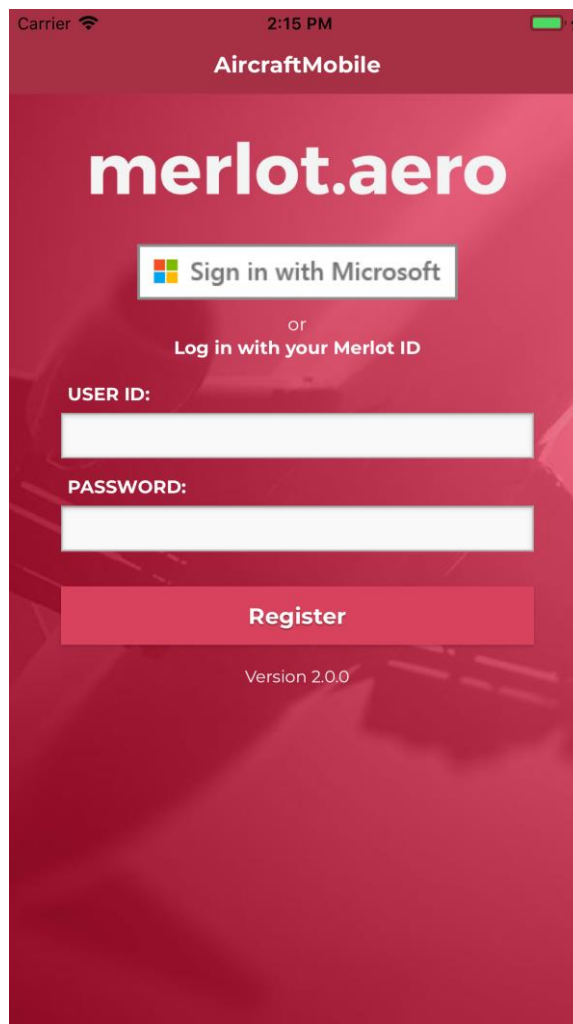 Carrier
2:15 PM
AircraftMobile
merlot.aero
Sign in with Microsoft
or
Log in with your Merlot ID
USER ID:
PASSWORD:
Register
Version 2.0.0